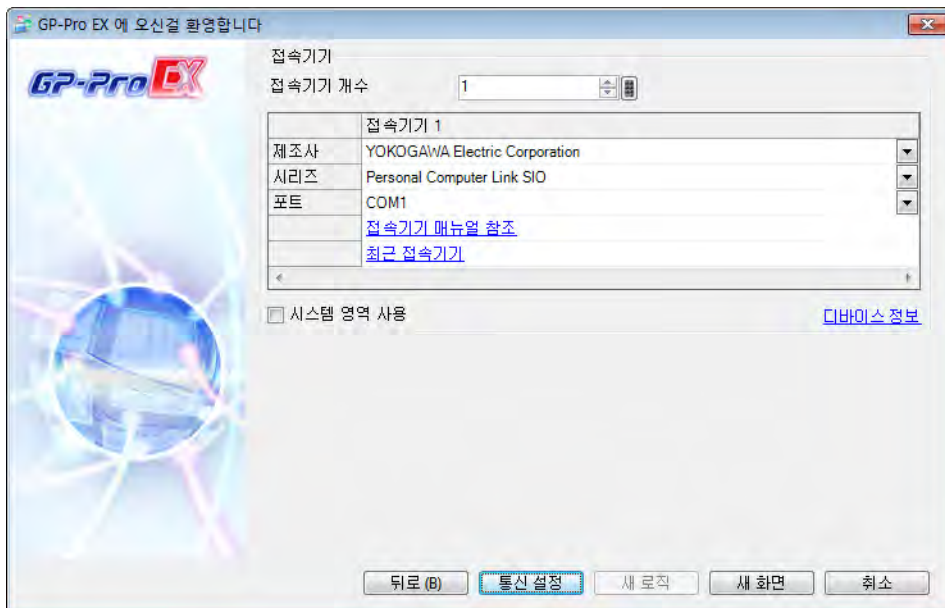 GP-Pro EX 에 오신걸 환영합니다
GP-Pro EX
접속기기
접속기기 개수 1
접속기기 1
제조사 YOKOGAWA Electric Corporation
시리즈 Personal Computer Link SIO
포트 COM1
접속기기 매뉴얼 참조
최근 접속기기
시스템 영역 사용 디바이스 정보
뒤로 (B) 통신 설정 새 로직 새 화면 취소